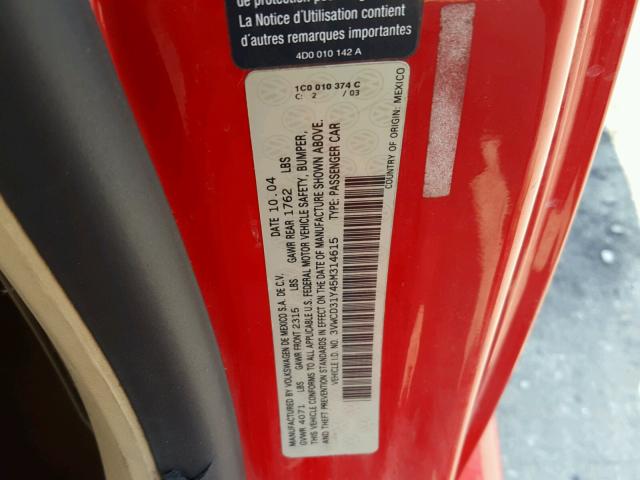 de protection
La Notice d'Utilisation contient
d'autres remarques importantes
4D0 010 142 A
1C0 010 374 C
C: 2 / 03
MANUFACTURED BY VOLKSWAGEN DE MEXICO S.A. DE C.V. DATE 10.04
GVWR 4071 LBS GAWR FRONT 2315 LBS GAWR REAR 1762 LBS
THIS VEHICLE CONFORMS TO ALL APPLICABLE U.S. FEDERAL MOTOR VEHICLE SAFETY, BUMPER,
AND THEFT PREVENTION STANDARDS IN EFFECT ON THE DATE OF MANUFACTURE SHOWN ABOVE.
VEHICLE I.D. NO. 3VWCD31Y45M314615 TYPE: PASSENGER CAR
COUNTRY OF ORIGIN: MEXICO